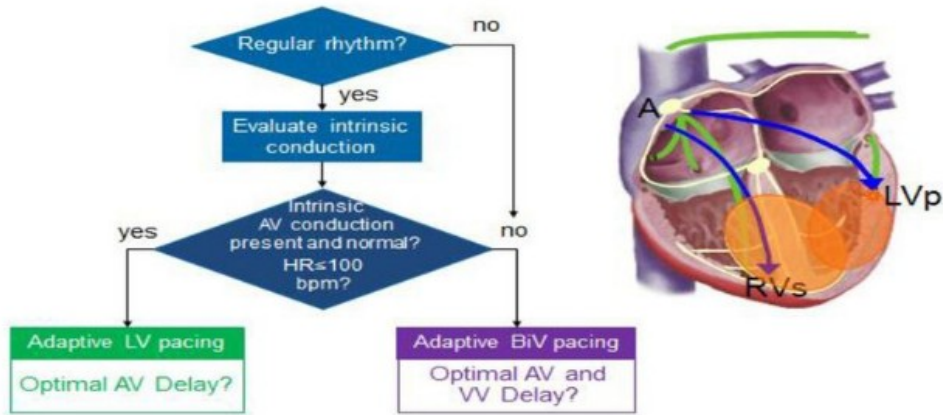 Regular rhythm?
no
yes
Evaluate intrinsic
conduction
Intrinsic
AV conduction
present and normal?
HR≤100
bpm?
yes
no
Adaptive LV pacing
Optimal AV Delay?
Adaptive BiV pacing
Optimal AV and
VV Delay?
A
LVp
RVs